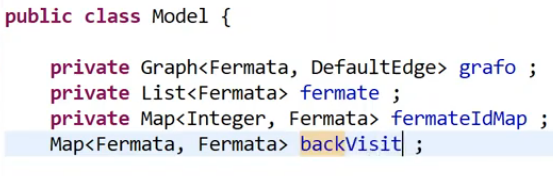 public class Model {
private Graph<Fermata, DefaultEdge> grafo ;
private List<Fermata> fermate ;
private Map<Integer, Fermata> fermateIdMap ;
Map<Fermata, Fermata> backVisit ;